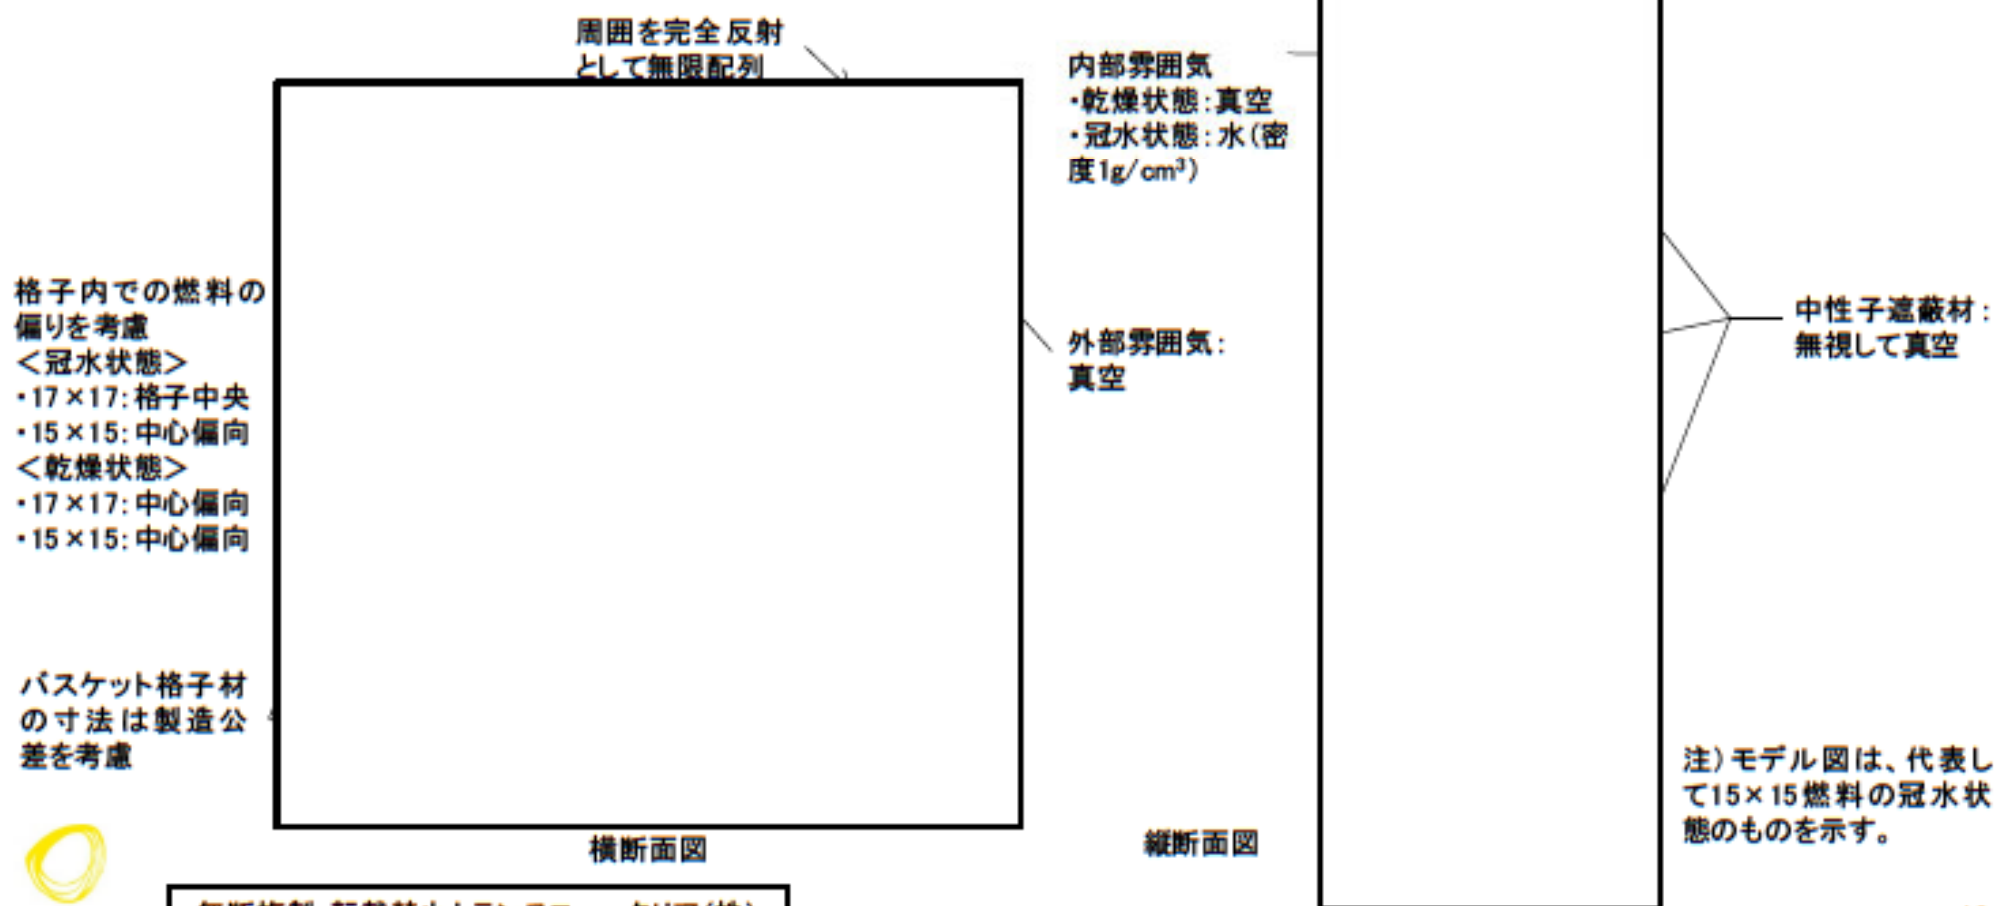 周囲を完全反射
として無限配列
内部雰囲気
・乾燥状態:真空
・冠水状態:水(密
度1g/cm³)
格子内での燃料の
偏りを考慮
<冠水状態>
・17×17:格子中央
・15×15:中心偏向
<乾燥状態>
・17×17:中心偏向
・15×15:中心偏向
外部雰囲気:
真空
中性子遮蔽材:
無視して真空
バスケット格子材
の寸法は製造公
差を考慮
注)モデル図は、代表し
て15×15燃料の冠水状
態のものを示す。
横断面図
縦断面図